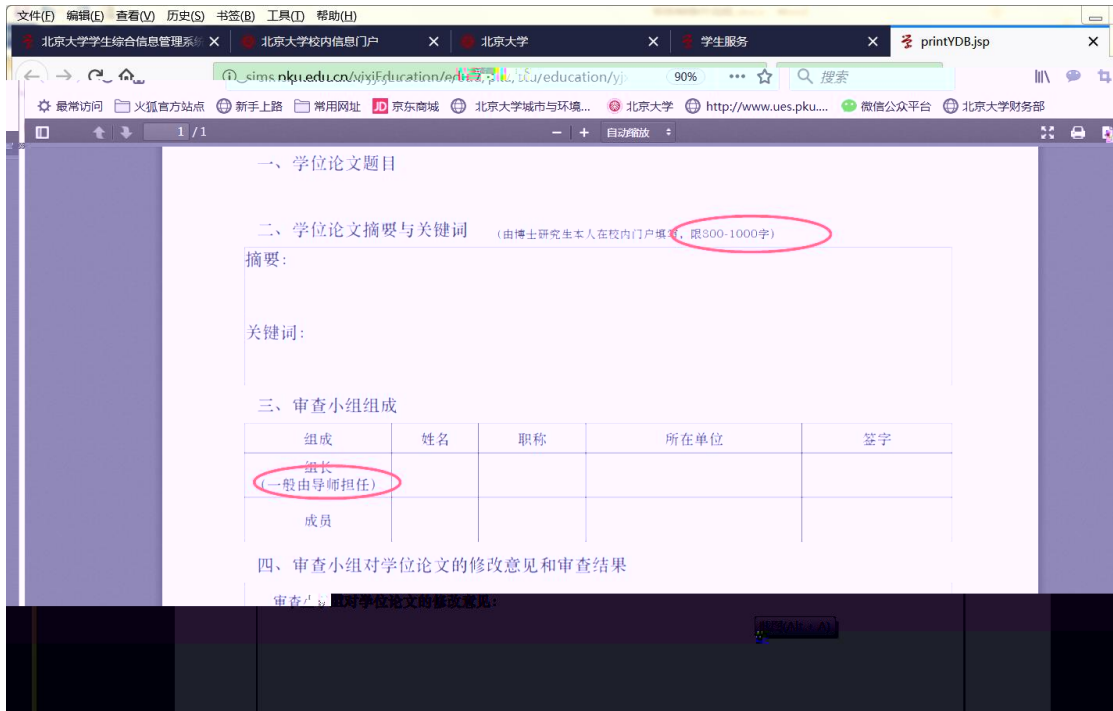 文件(F) 编辑(E) 查看(V) 历史(S) 书签(B) 工具(T) 帮助(H)
北京大学学生综合信息管理系 北京大学校内信息门户 北京大学 学生服务 printYDB.jsp
90% 搜索
最常访问 火狐官方站点 新手上路 常用网址 JD 京东商城 北京大学城市与环境... 北京大学 http://www.ues.pku.... 微信公众平台 北京大学财务部
1 /1 自动缩放
一、学位论文题目
二、学位论文摘要与关键词 (由博士研究生本人在校内门户填写，限800-1000字)
摘要:
关键词:
三、审查小组组成
组成 姓名 职称 所在单位 签字
组长
(一般由导师担任)
成员
四、审查小组对学位论文的修改意见和审查结果
审查小组对学位论文的修改意见: